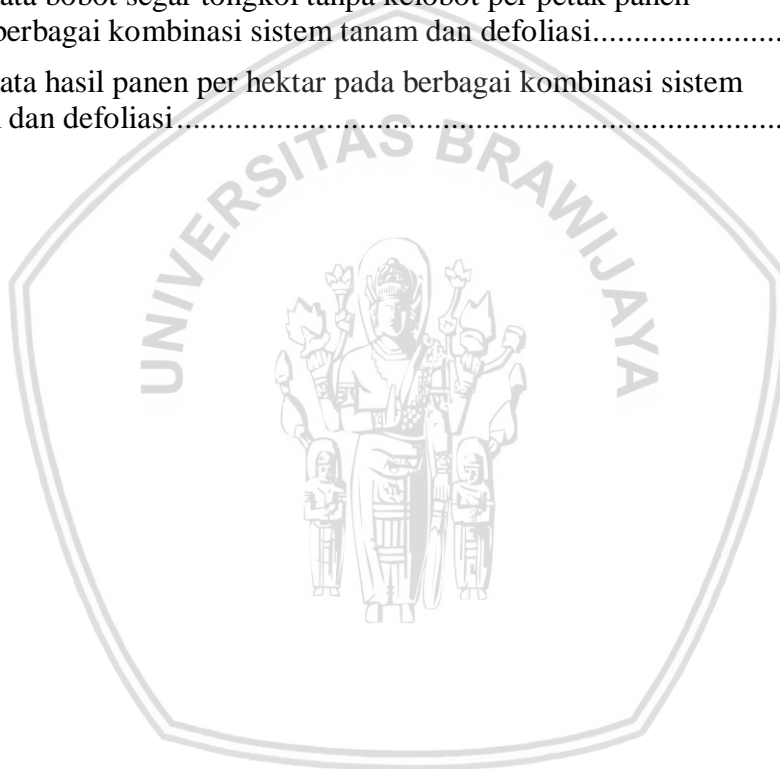 ata bobot segar tongkol tanpa kelobot per petak panen
berbagai kombinasi sistem tanam dan defoliasi.......................
ata hasil panen per hektar pada berbagai kombinasi sistem
dan defoliasi..........................................................................
UNIVERSITAS BRAWIJAYA